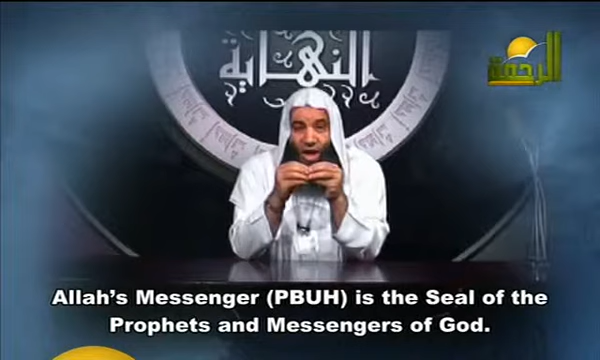 النهاية
الرحمة
Allah's Messenger (PBUH) is the Seal of the
Prophets and Messengers of God.